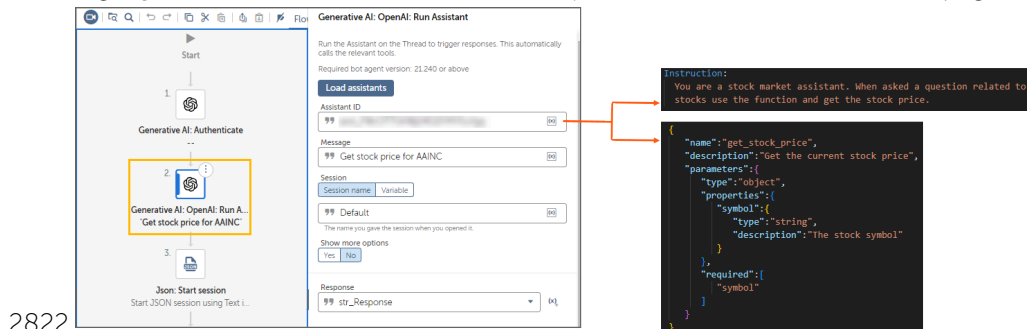 Flo
Start
1.
Generative AI: Authenticate
--
2.
Generative AI: OpenAI: Run A...
"Get stock price for AAINC"
3.
Json: Start session
Start JSON session using Text i...
Generative AI: OpenAI: Run Assistant
Run the Assistant on the Thread to trigger responses. This automatically
calls the relevant tools.
Required bot agent version: 21.240 or above
Load assistants
Assistant ID
(x)
Message
Get stock price for AAINC
(x)
Session
Session name Variable
Default
(x)
The name you gave the session when you opened it.
Show more options
Yes No
Response
str_Response
(x)
Instruction:
You are a stock market assistant. When asked a question related to
stocks use the function and get the stock price.
{
"name":"get_stock_price",
"description":"Get the current stock price",
"parameters":{
"type":"object",
"properties":{
"symbol":{
"type":"string",
"description":"The stock symbol"
}
},
"required":[
"symbol"
]
}
}
2822